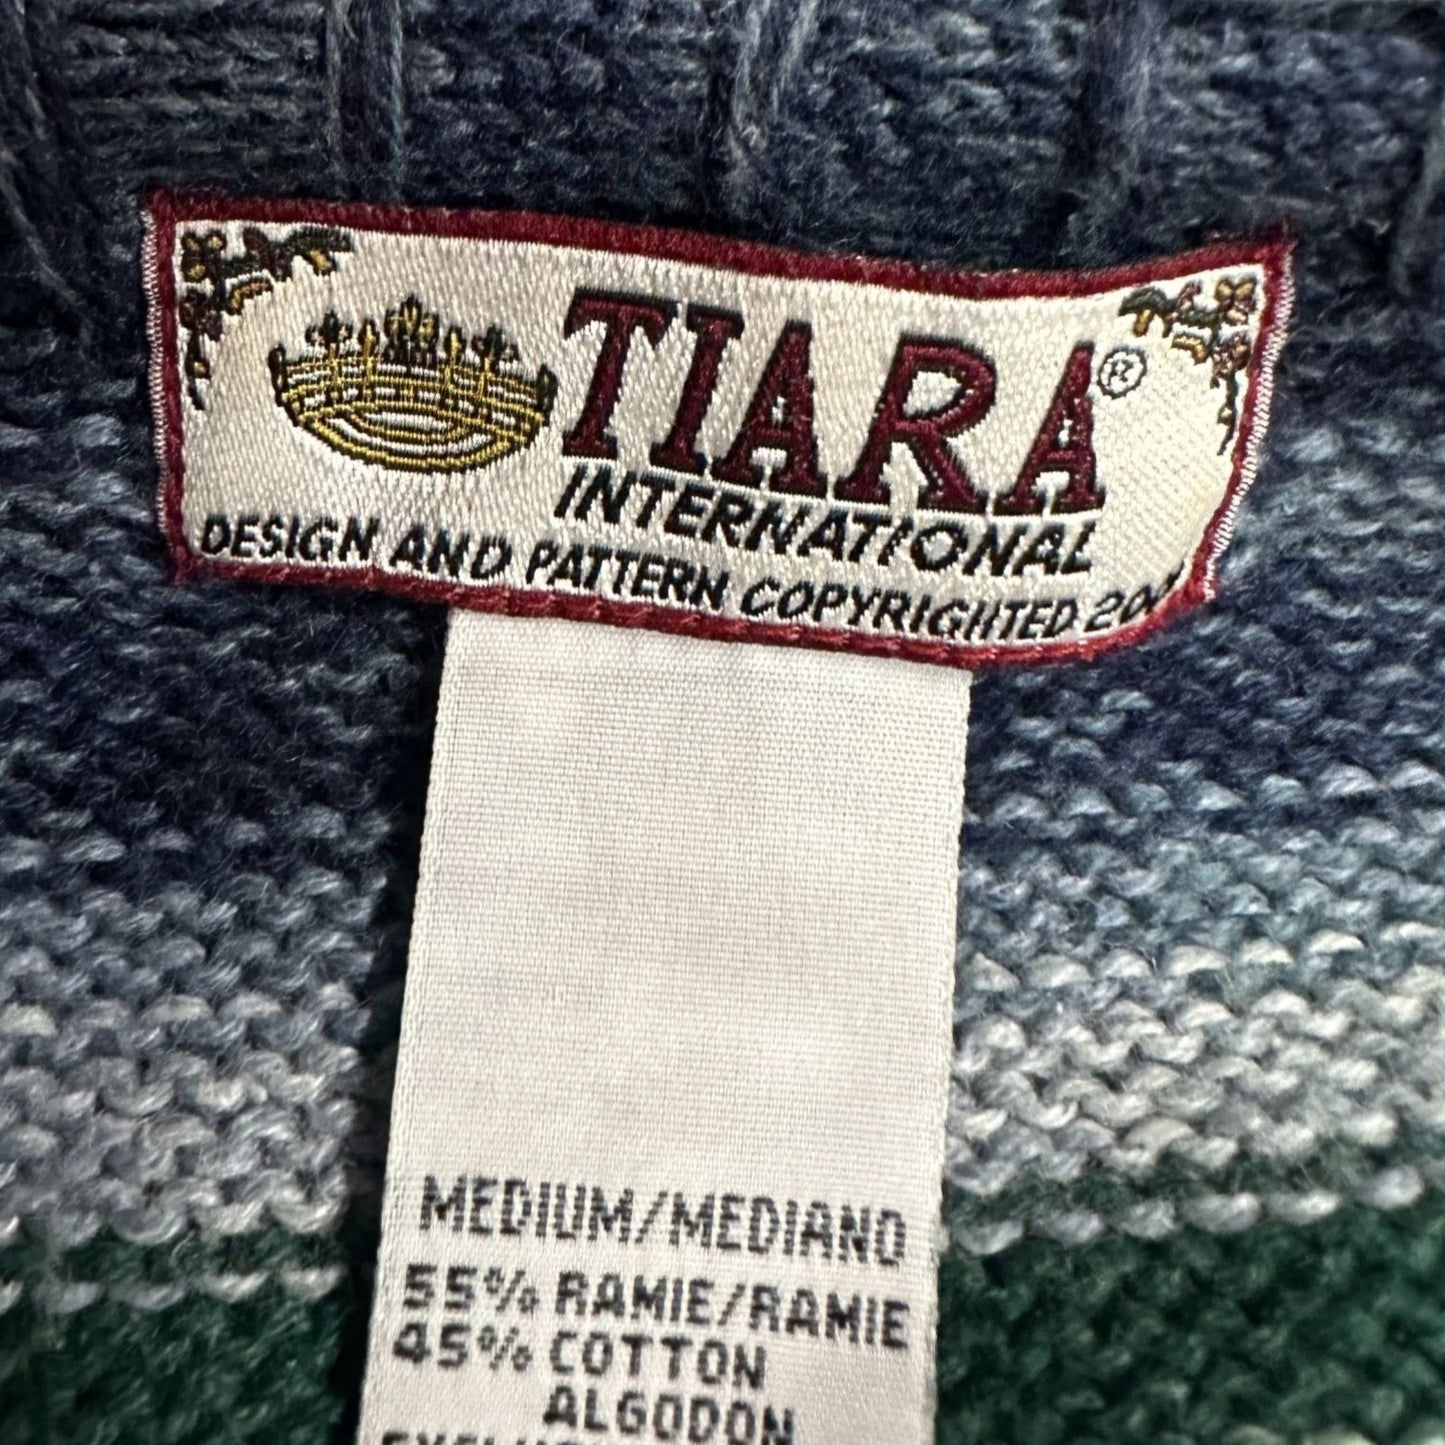 TIARA®
INTERNATIONAL
DESIGN AND PATTERN COPYRIGHTED
MEDIUM/MEDIANO
55% RAMIE/RAMIE
45% COTTON
ALGODON